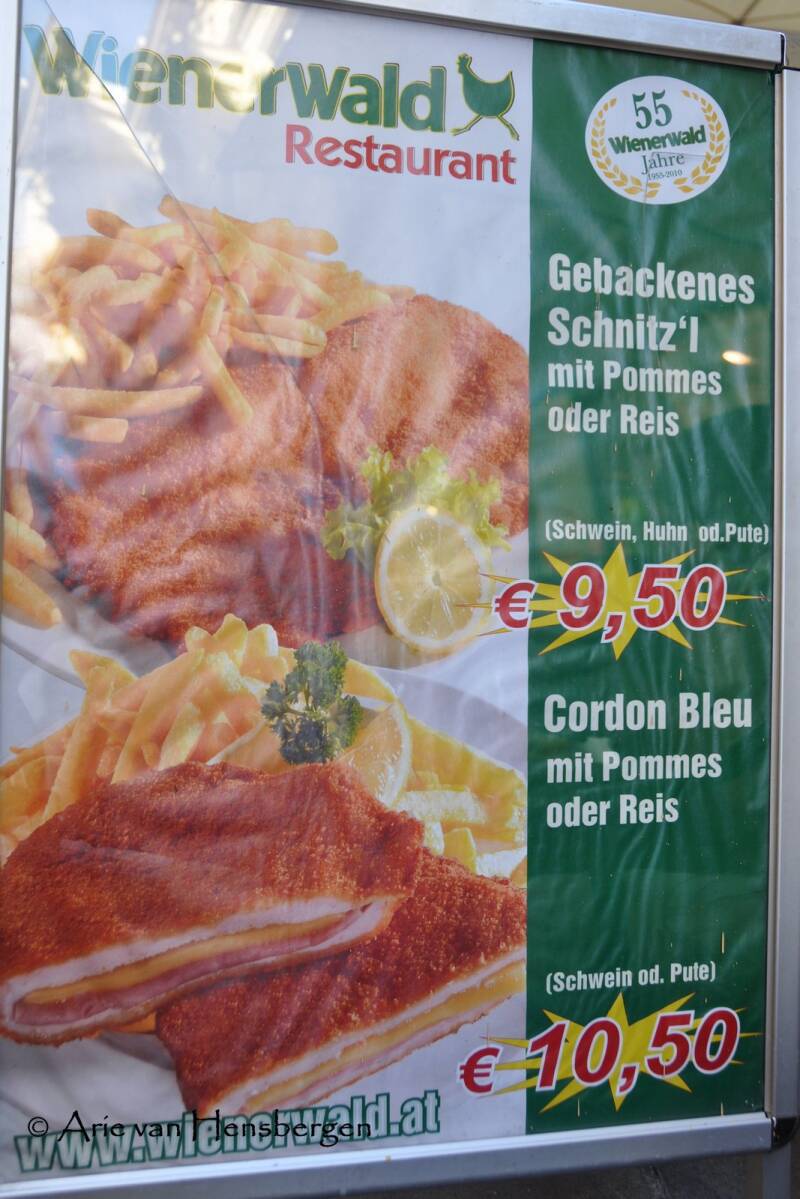 Wienerwald
Restaurant
55
Wienerwald
Jahre
1955-2010
Gebackenes
Schnitz'l
mit Pommes
oder Reis
(Schwein, Huhn od.Pute)
€ 9,50
Cordon Bleu
mit Pommes
oder Reis
(Schwein od. Pute)
€ 10,50
www.wienerwald.at
© Arie van Hensbergen